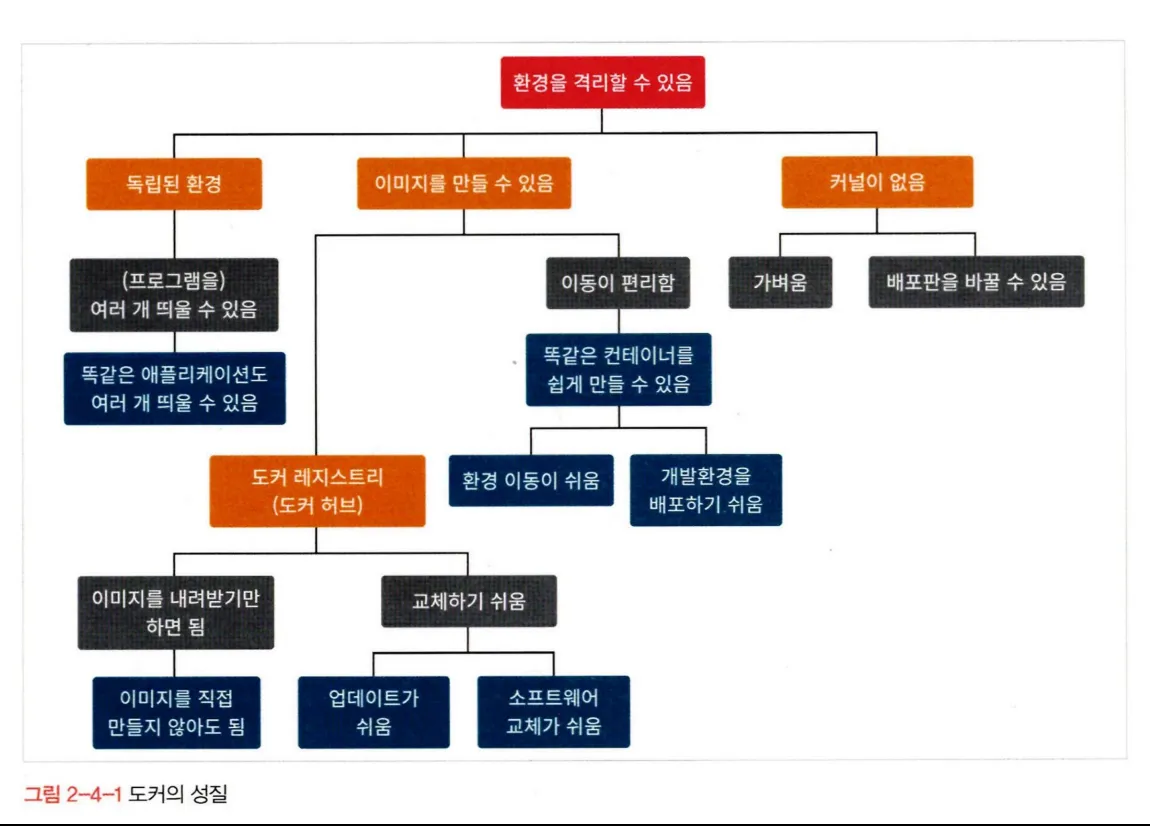 환경을 격리할 수 있음
독립된 환경
이미지를 만들 수 있음
커널이 없음
(프로그램을)
여러 개 띄울 수 있음
이동이 편리함
가벼움
배포판을 바꿀 수 있음
똑같은 애플리케이션도
여러 개 띄울 수 있음
똑같은 컨테이너를
쉽게 만들 수 있음
도커 레지스트리
(도커 허브)
환경 이동이 쉬움
개발환경을
배포하기 쉬움
이미지를 내려받기만
하면 됨
교체하기 쉬움
이미지를 직접
만들지 않아도 됨
업데이트가
쉬움
소프트웨어
교체가 쉬움
그림 2-4-1 도커의 성질